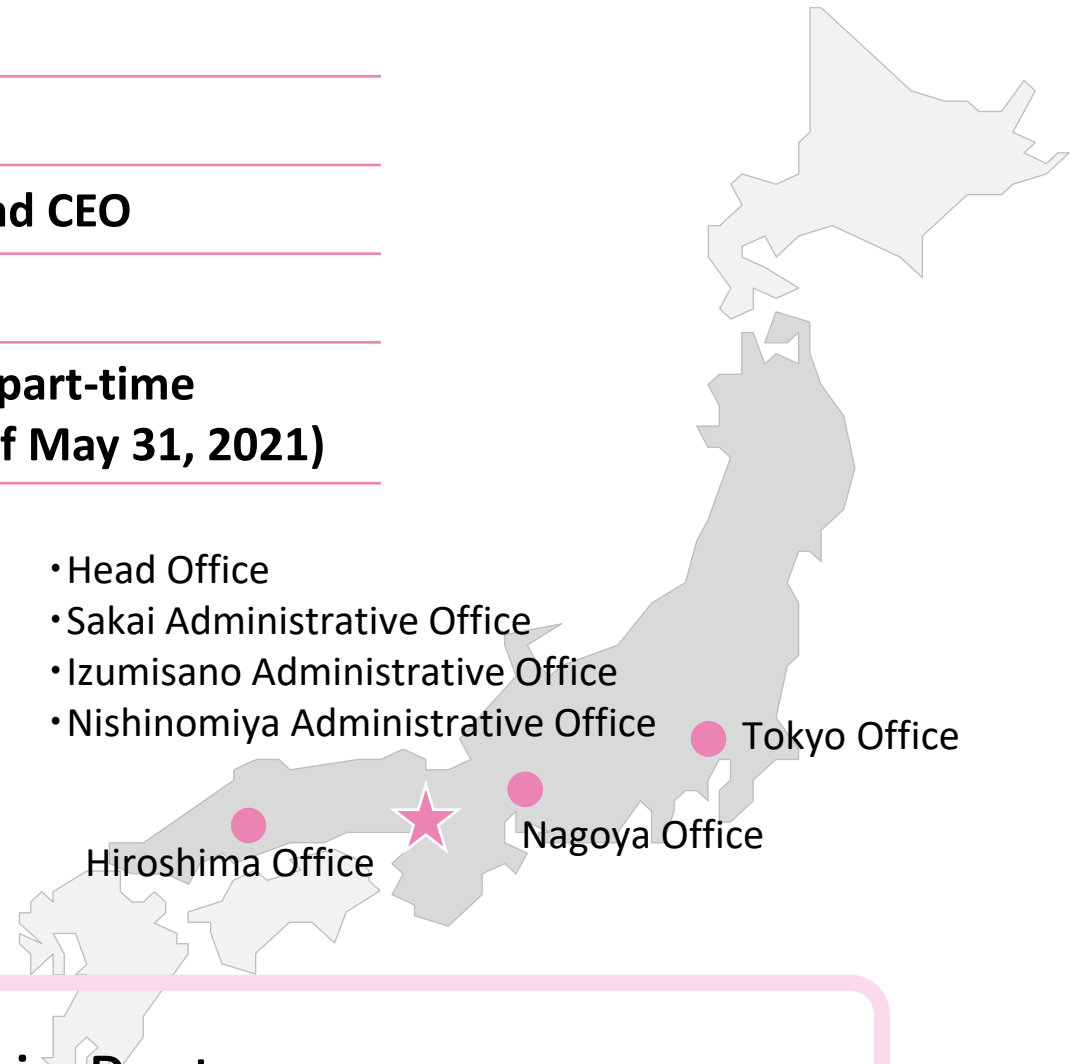 nd CEO
part-time
f May 31, 2021)
・Head Office
・Sakai Administrative Office
・Izumisano Administrative Office
・Nishinomiya Administrative Office
Tokyo Office
Nagoya Office
Hiroshima Office